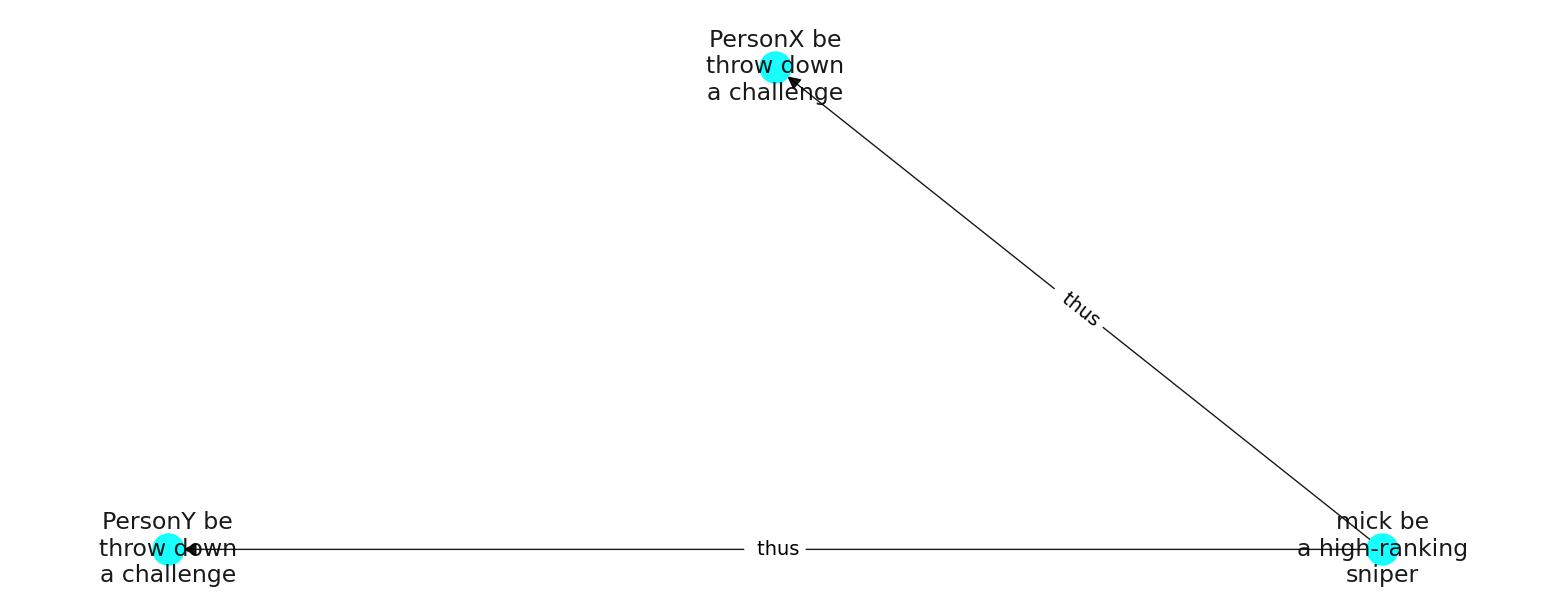 PersonX be
throw down
a challenge
thus
PersonY be
throw down
a challenge
thus
mick be
a high-ranking
sniper